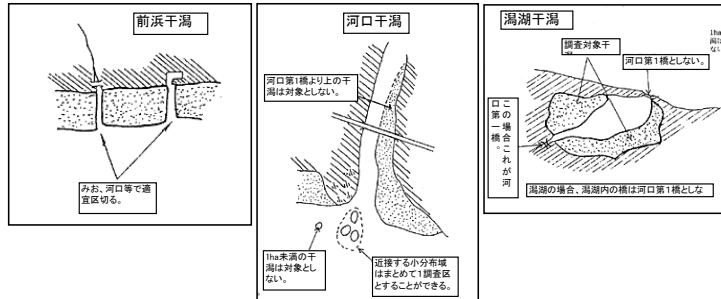 前浜干潟
みお、河口等で適
宜区切る。
河口干潟
河口第1橋より上の干
潟は対象としない。
1ha未満の干
潟は対象とし
ない。
近接する小分布域
はまとめて1調査区
とすることができる。
潟湖干潟
調査対象干
河口第1橋としない。
この場合これが河
口第一橋。
潟湖の場合、潟湖内の橋は河口第1橋としな
1ha
潟は
ない